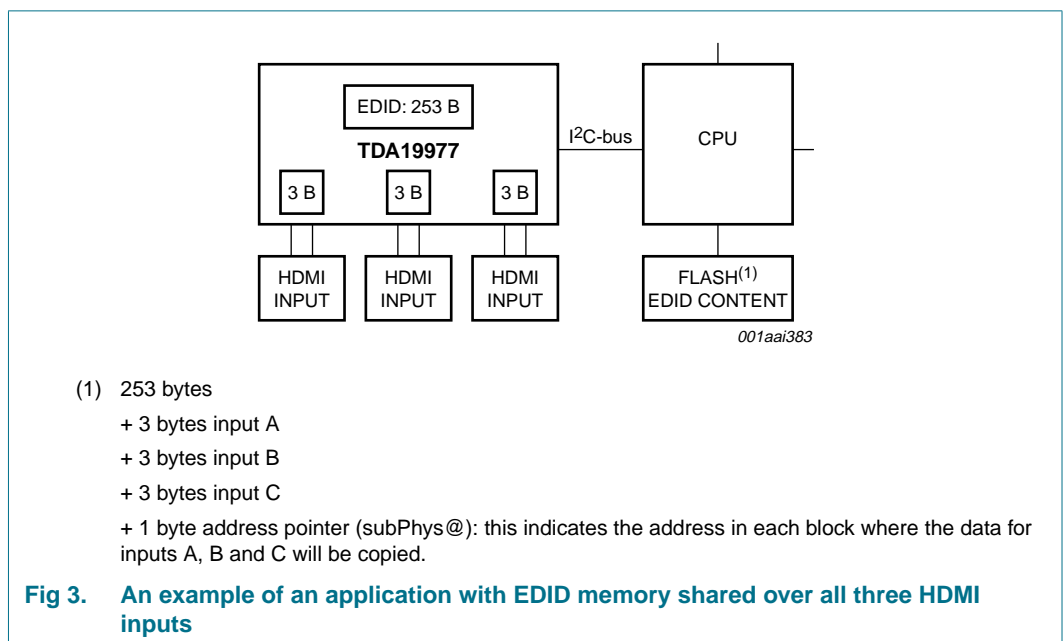 EDID: 253 B
TDA19977
3 B
3 B
3 B
I2C-bus
CPU
HDMI
INPUT
HDMI
INPUT
HDMI
INPUT
FLASH(1)
EDID CONTENT
001aai383
(1) 253 bytes
+ 3 bytes input A
+ 3 bytes input B
+ 3 bytes input C
+ 1 byte address pointer (subPhys@): this indicates the address in each block where the data for
inputs A, B and C will be copied.
Fig 3. An example of an application with EDID memory shared over all three HDMI
inputs